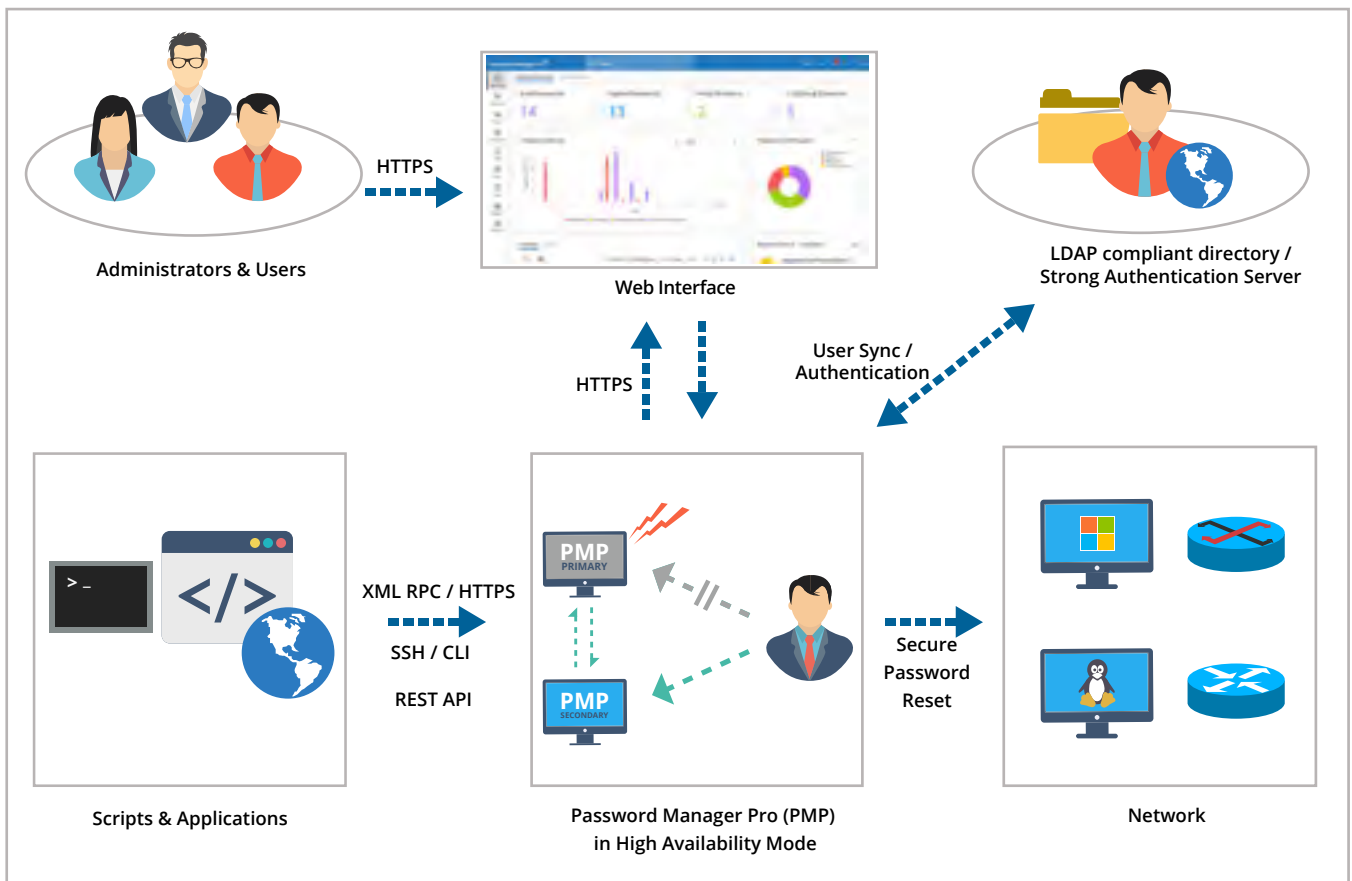 HTTPS
Administrators & Users
14
13
Web Interface
LDAP compliant directory /
Strong Authentication Server
HTTPS
User Sync /
Authentication
> _
</>
XML RPC / HTTPS
SSH / CLI
REST API
Scripts & Applications
PMP
PRIMARY
PMP
SECONDARY
Password Manager Pro (PMP)
in High Availability Mode
Secure
Password
Reset
Network